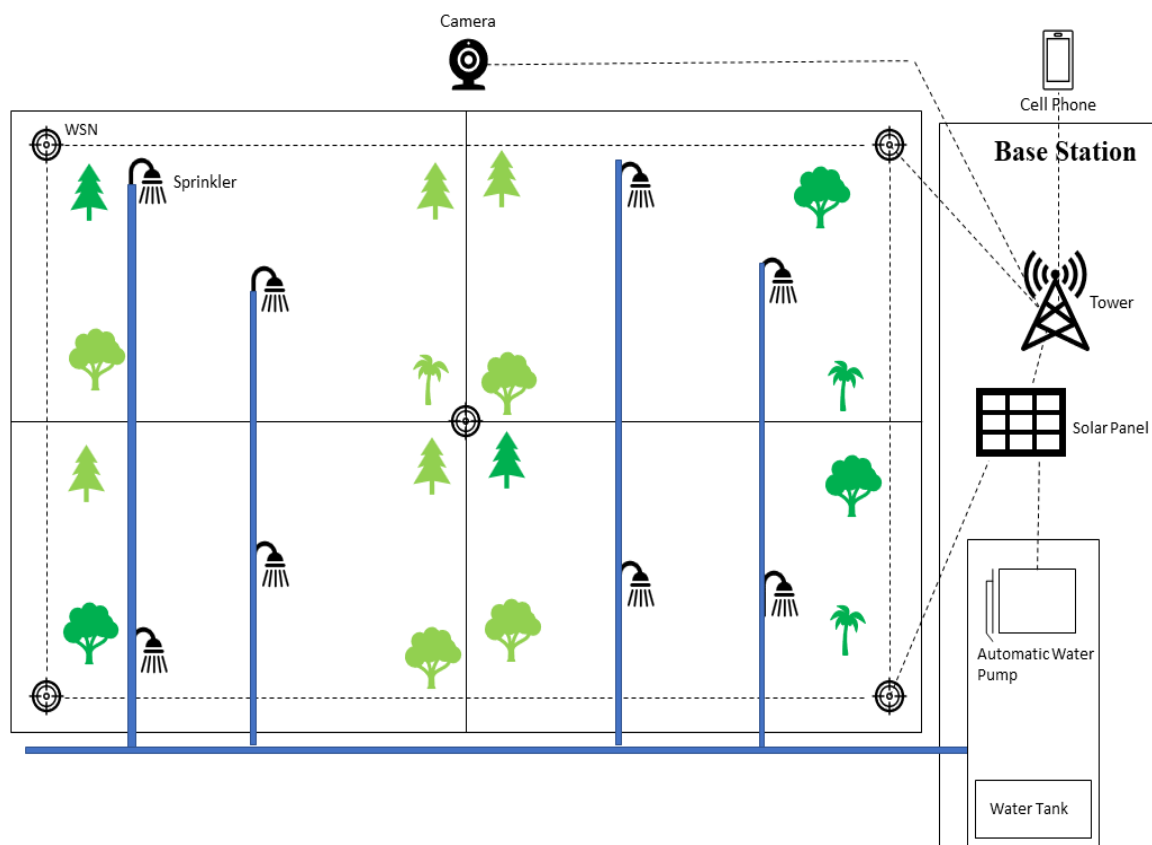 Camera
Cell Phone
WSN
Base Station
Sprinkler
Tower
Solar Panel
Automatic Water
Pump
Water Tank